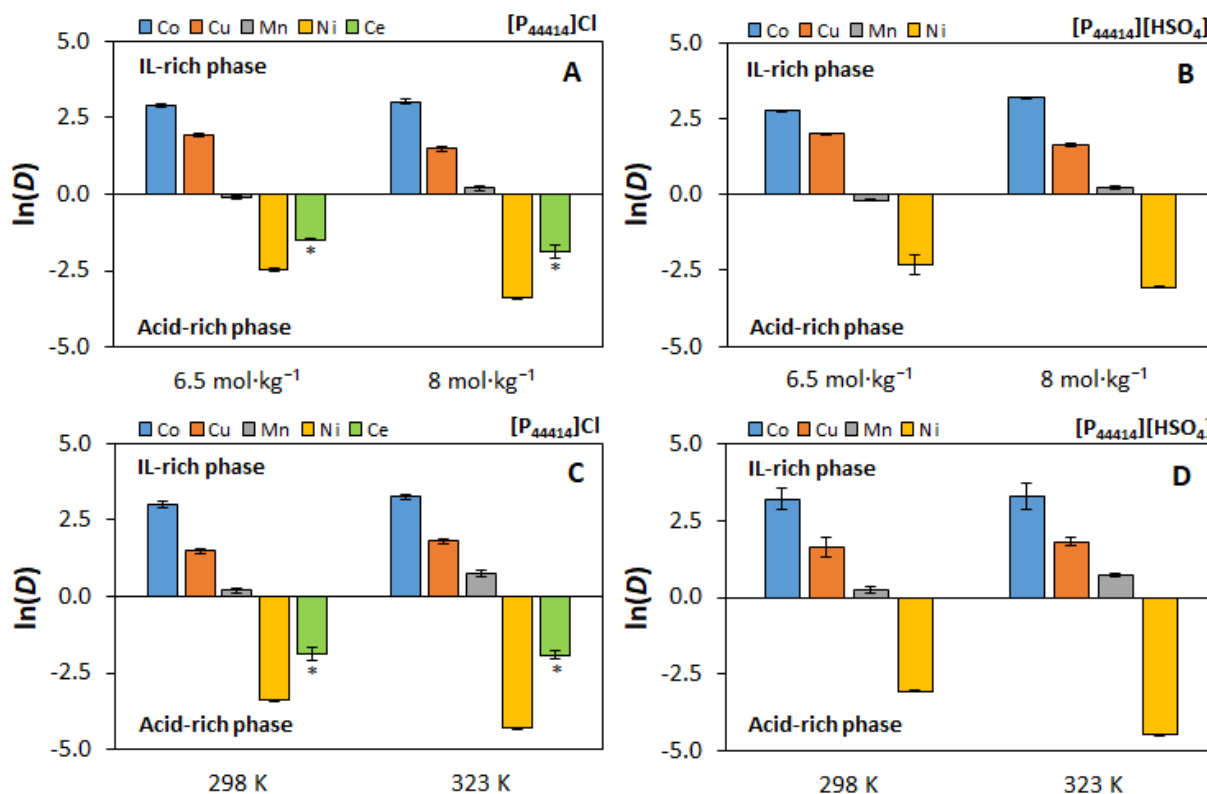 Co Cu Mn Ni Ce [P₄₄₄₁₄]Cl
5.0
IL-rich phase
A
2.5
0.0
ln(D)
-2.5
*
*
Acid-rich phase
-5.0
6.5 mol·kg⁻¹ 8 mol·kg⁻¹
Co Cu Mn Ni [P₄₄₄₁₄][HSO₄]
5.0
IL-rich phase
B
2.5
0.0
ln(D)
-2.5
Acid-rich phase
-5.0
6.5 mol·kg⁻¹ 8 mol·kg⁻¹
Co Cu Mn Ni Ce [P₄₄₄₁₄]Cl
5.0
IL-rich phase
C
2.5
0.0
ln(D)
-2.5
*
*
Acid-rich phase
-5.0
298 K 323 K
Co Cu Mn Ni [P₄₄₄₁₄][HSO₄]
5.0
IL-rich phase
D
2.5
0.0
ln(D)
-2.5
Acid-rich phase
-5.0
298 K 323 K